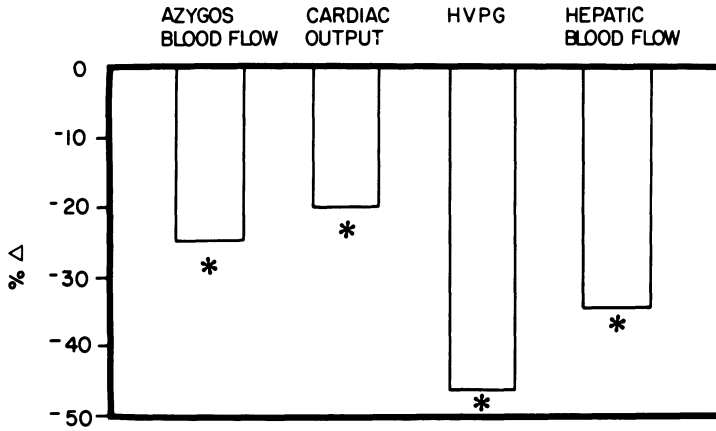 AZYGOS
BLOOD FLOW
CARDIAC
OUTPUT
HVPG
HEPATIC
BLOOD FLOW
0
-10
-20
-30
-40
-50
% Δ
*
*
*
*